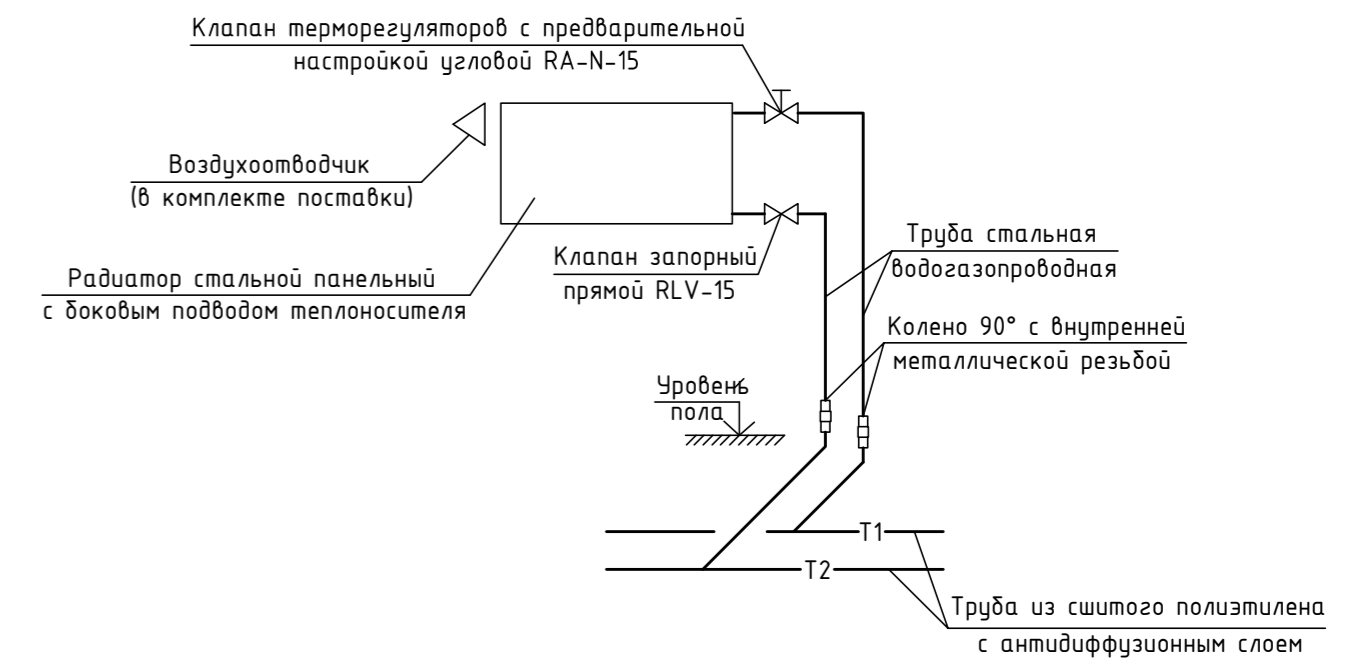 Клапан терморегуляторов с предварительной
настройкой угловой RA-N-15
Воздухоотводчик
(в комплекте поставки)
Радиатор стальной панельный
с боковым подводом теплоносителя
Клапан запорный
прямой RLV-15
Труба стальная
водогазопроводная
Колено 90° с внутренней
металлической резьбой
Уровень
пола
Т1
Т2
Труба из сшитого полиэтилена
с антидиффузионным слоем